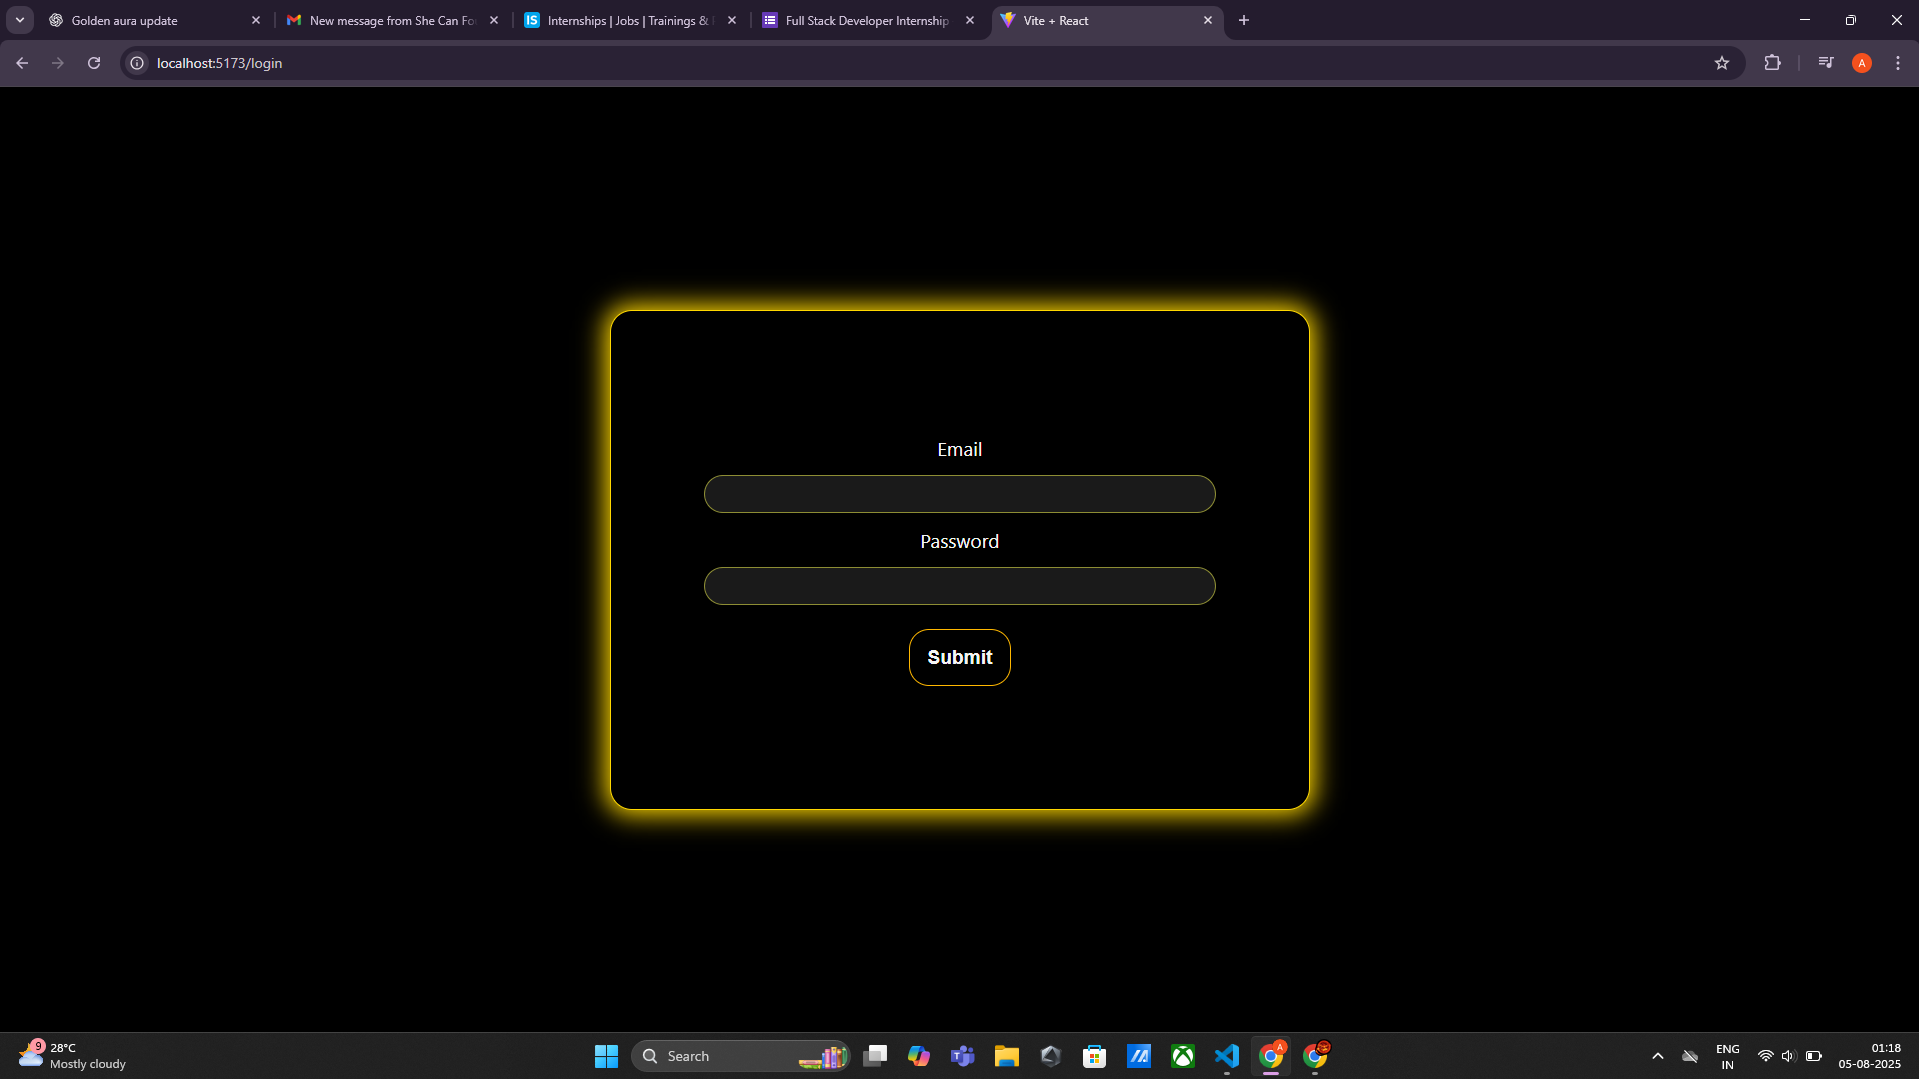 Golden aura update
New message from She Can Fo
Internships | Jobs | Trainings &
Full Stack Developer Internship
Vite + React
localhost:5173/login
A
Email
Password
Submit
9
28°C
Mostly cloudy
Search
ENG
IN
01:18
05-08-2025